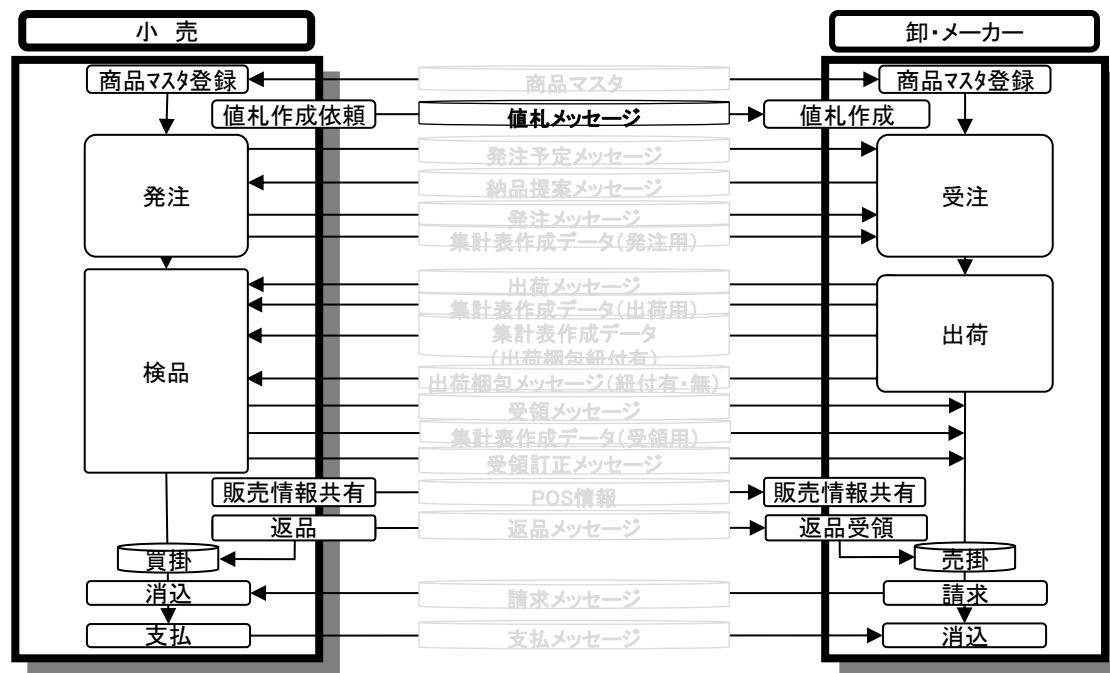 小 売
卸・メーカー
商品マスタ登録
商品マスタ
商品マスタ登録
値札作成依頼
値札メッセージ
値札作成
発注予定メッセージ
納品提案メッセージ
発注
受注
発注メッセージ
集計表作成データ(発注用)
出荷メッセージ
集計表作成データ(出荷用)
集計表作成データ
(出荷梱包紐付有)
出荷
検品
出荷梱包メッセージ(紐付有・無)
受領メッセージ
集計表作成データ(受領用)
受領訂正メッセージ
販売情報共有
POS情報
販売情報共有
返品
返品メッセージ
返品受領
買掛
売掛
消込
請求メッセージ
請求
支払
支払メッセージ
消込